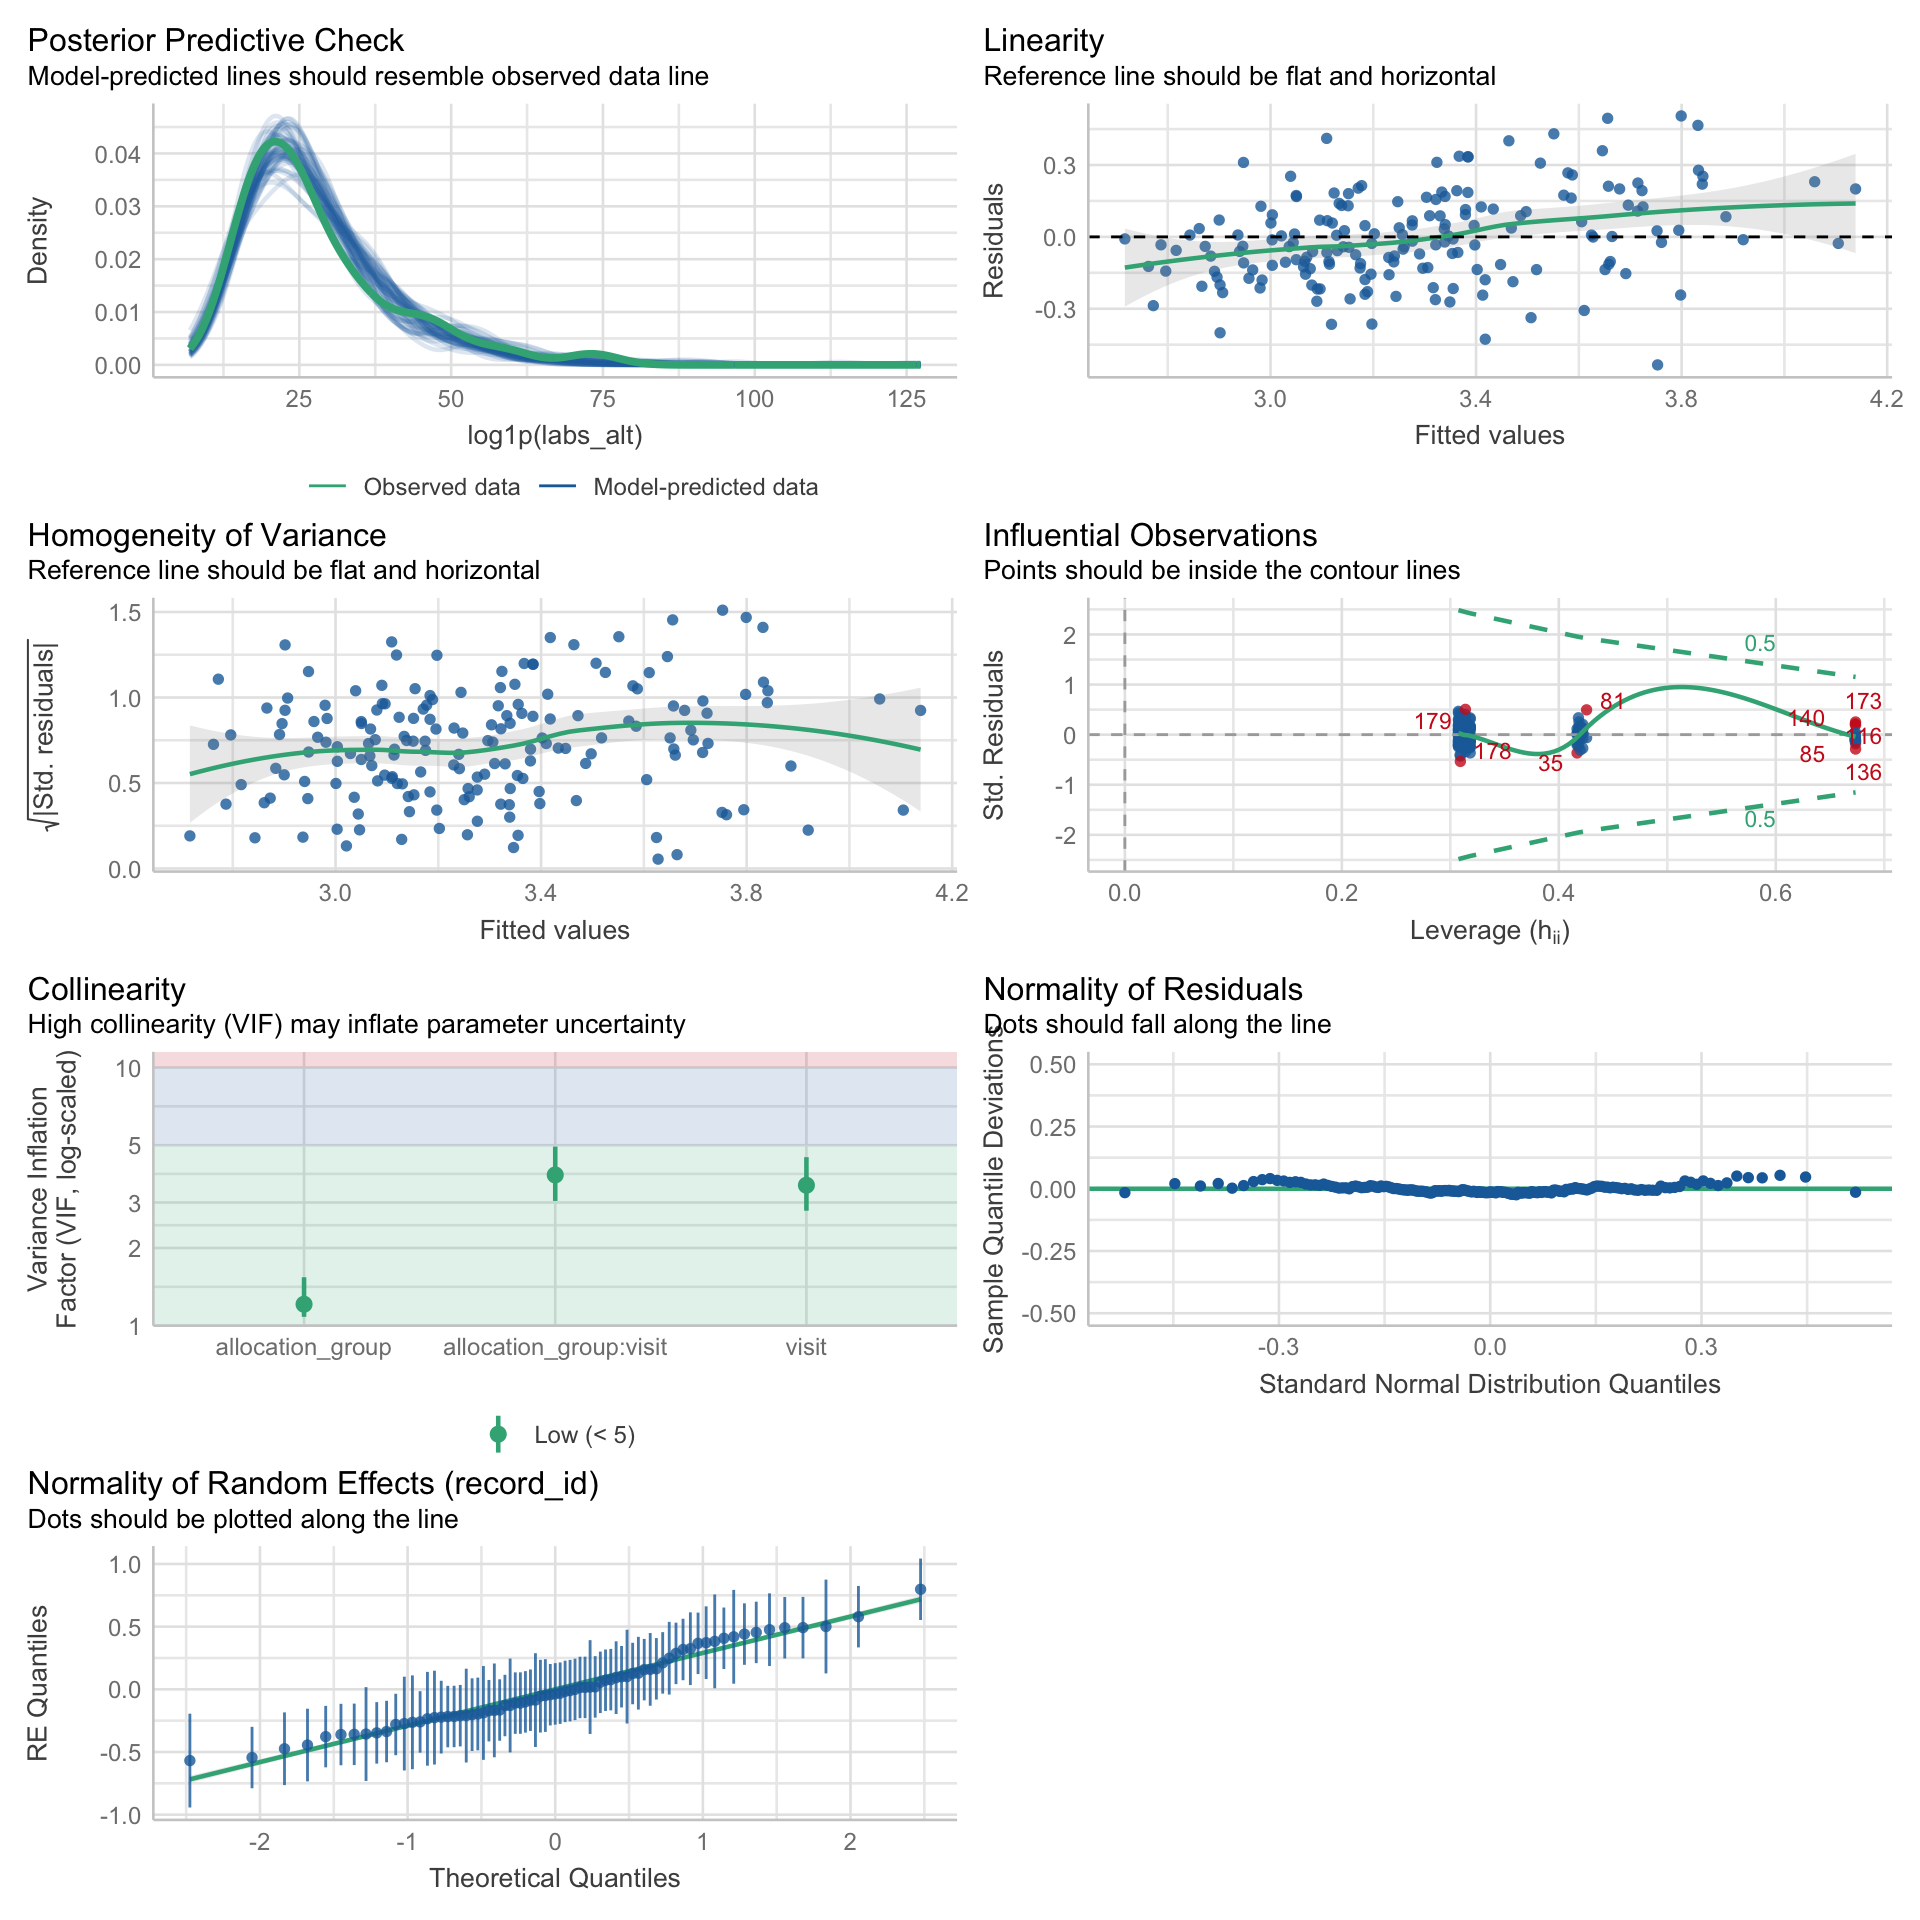 Posterior Predictive Check
Model-predicted lines should resemble observed data line
Density
0.04
0.03
0.02
0.01
0.00
25 50 75 100 125
log1p(labs_alt)
Observed data Model-predicted data
Linearity
Reference line should be flat and horizontal
Residuals
0.3
0.0
-0.3
3.0 3.4 3.8 4.2
Fitted values
Homogeneity of Variance
Reference line should be flat and horizontal
√|Std. residuals|
1.5
1.0
0.5
0.0
3.0 3.4 3.8 4.2
Fitted values
Influential Observations
Points should be inside the contour lines
Std. Residuals
2
1
0
-1
-2
0.5
81
173
179
140
116
178
35
85
136
0.5
0.0 0.2 0.4 0.6
Leverage (hii)
Collinearity
High collinearity (VIF) may inflate parameter uncertainty
Variance Inflation
Factor (VIF, log-scaled)
10
5
3
2
1
allocation_group allocation_group:visit visit
Low (< 5)
Normality of Residuals
Dots should fall along the line
Sample Quantile Deviations
0.50
0.25
0.00
-0.25
-0.50
-0.3 0.0 0.3
Standard Normal Distribution Quantiles
Normality of Random Effects (record_id)
Dots should be plotted along the line
RE Quantiles
1.0
0.5
0.0
-0.5
-1.0
-2 -1 0 1 2
Theoretical Quantiles